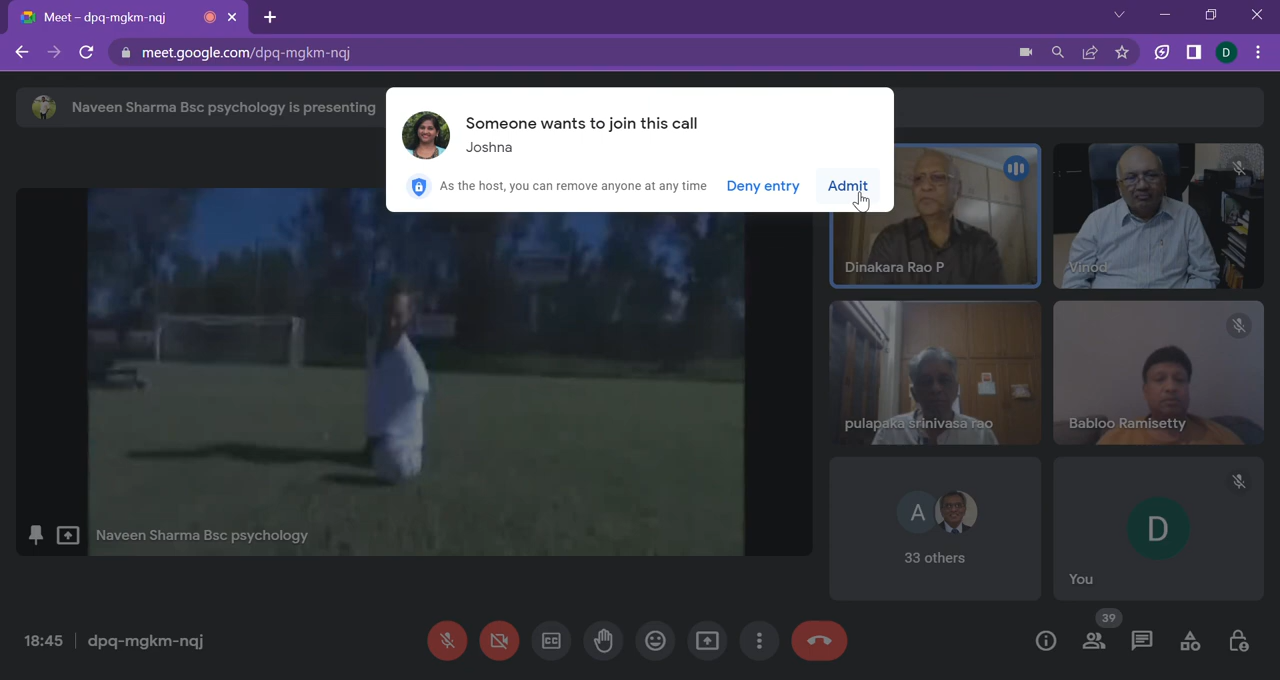 Meet – dpq-mgkm-nqj
meet.google.com/dpq-mgkm-nqj
D
Naveen Sharma Bsc psychology is presenting
Someone wants to join this call
Joshna
As the host, you can remove anyone at any time
Deny entry
Admit
Dinakara Rao P
Vinod
pulapaka srinivasa rao
Babloo Ramisetty
Naveen Sharma Bsc psychology
A
33 others
D
You
18:45
dpq-mgkm-nqj
CC
39